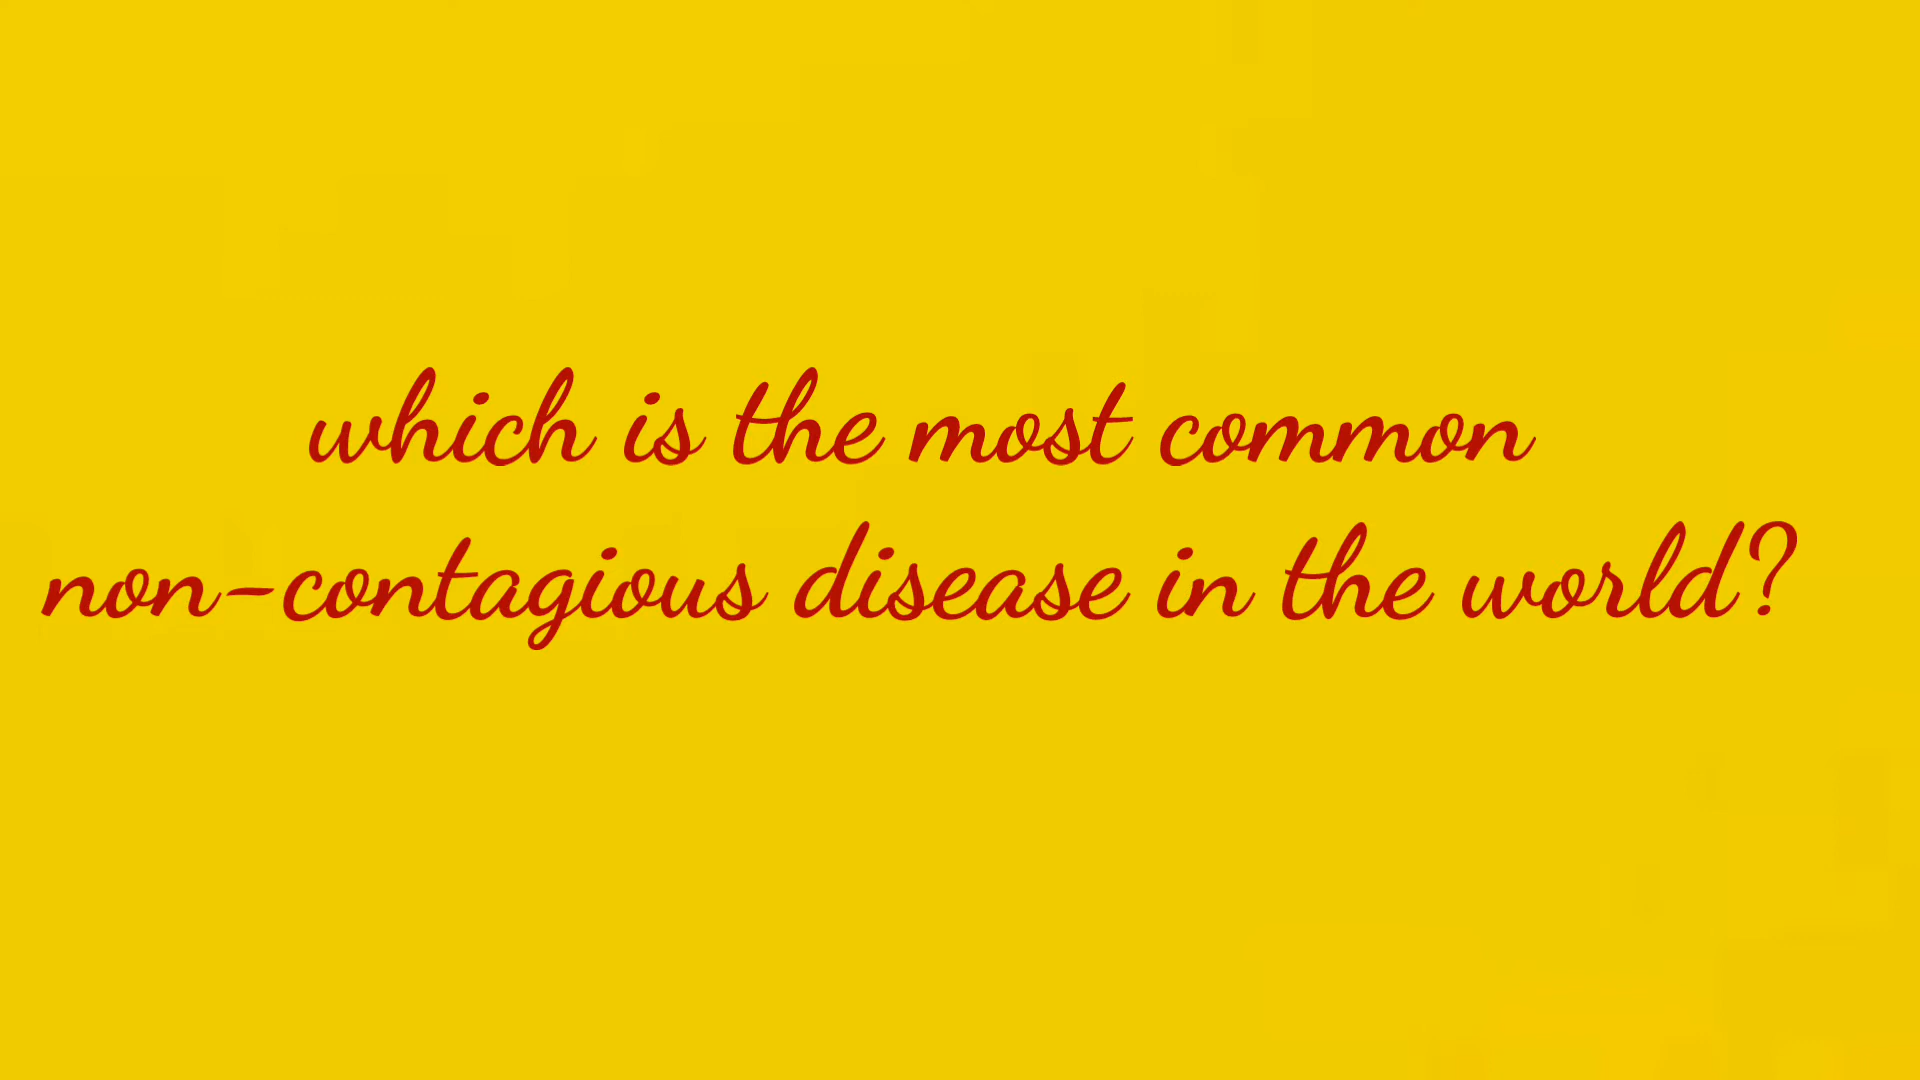 which is the most common
non-contagious disease in the world?